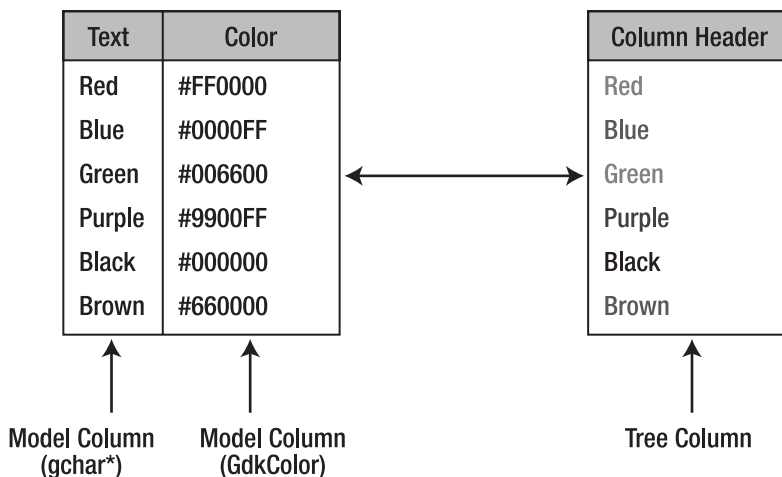 Text Color
Red #FF0000
Blue #0000FF
Green #006600
Purple #9900FF
Black #000000
Brown #660000
Model Column
(gchar*)
Model Column
(GdkColor)
Column Header
Red
Blue
Green
Purple
Black
Brown
Tree Column